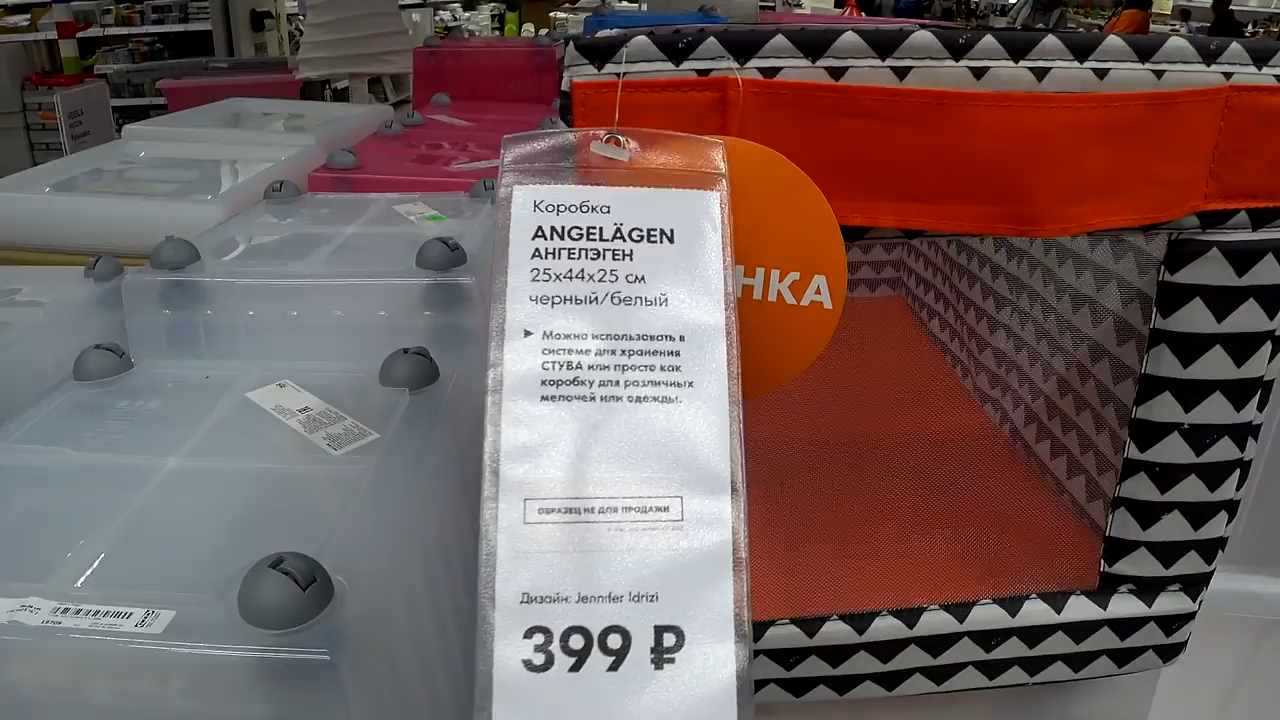 Коробка
ANGELÄGEN
АНГЕЛЭГЕН
25x44x25 см
черный/белый
Можно использовать в
системе для хранения
СТУВА или просто как
коробку для различных
мелочей или одежды.
ОБРАЗЕЦ НЕ ДЛЯ ПРОДАЖИ
Дизайн: Jennifer Idrizi
399 ₽
НКА